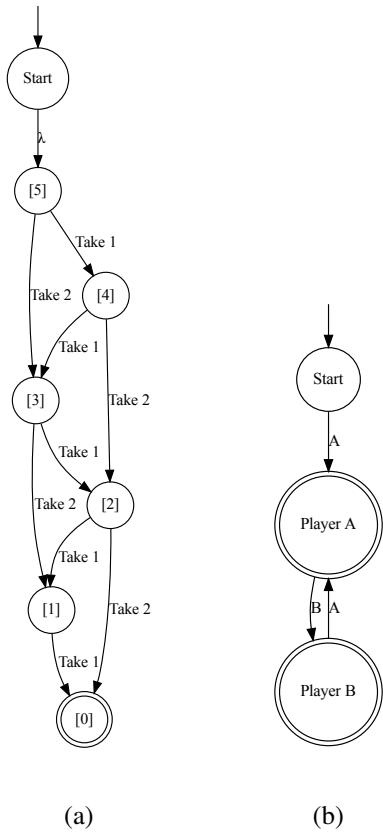 Start
λ
[5]
Take 1
Take 2
[4]
Take 1
[3]
Take 2
Take 1
Take 2
[2]
Take 1
[1]
Take 2
Take 1
[0]
(a)
Start
A
Player A
B
A
Player B
(b)